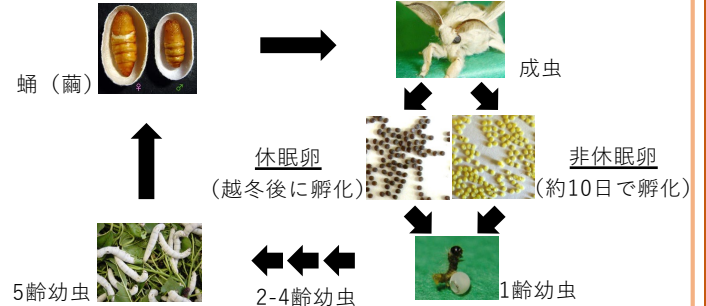 蛹（繭）
♀
♂
成虫
休眠卵
（越冬後に孵化）
非休眠卵
（約10日で孵化）
5齢幼虫
2-4齢幼虫
1齢幼虫